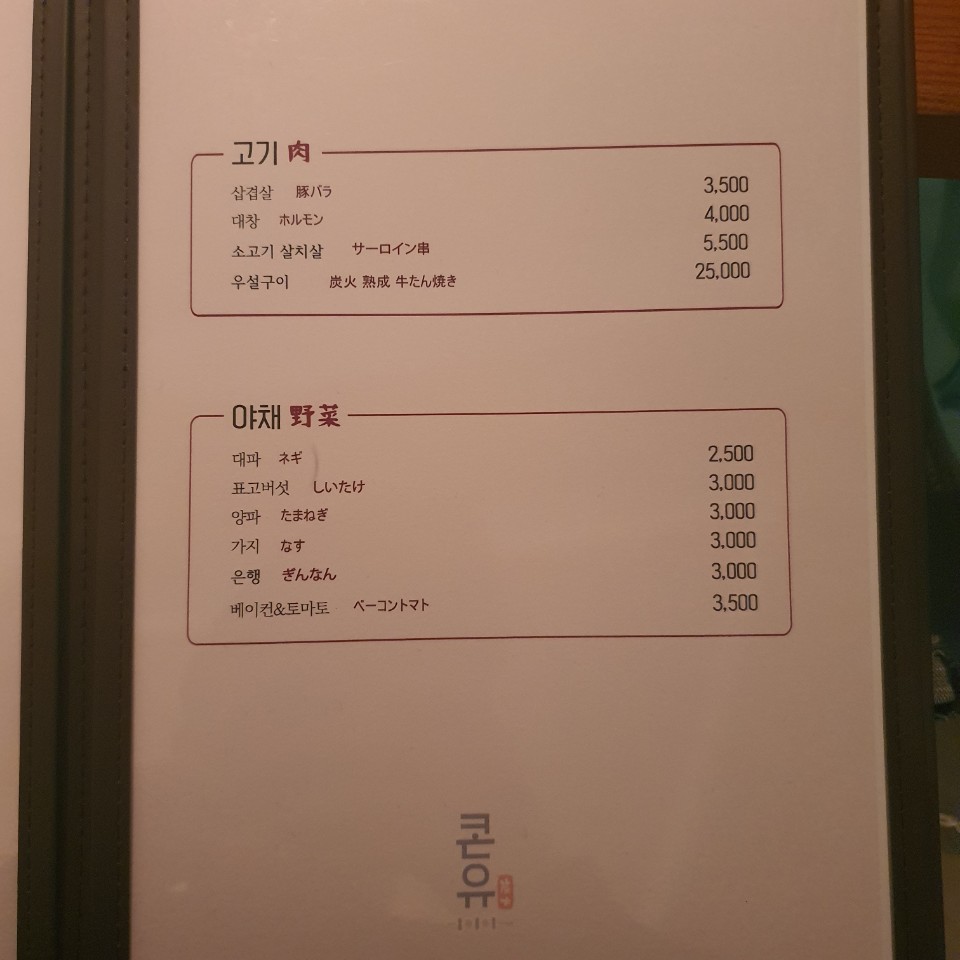 고기 肉
삼겹살 豚バラ 3,500
대창 ホルモン 4,000
소고기 살치살 サーロイン串 5,500
우설구이 炭火 熟成 牛たん焼き 25,000
야채 野菜
대파 ネギ 2,500
표고버섯 しいたけ 3,000
양파 たまねぎ 3,000
가지 なす 3,000
은행 ぎんなん 3,000
베이컨&토마토 ベーコントマト 3,500
콘유